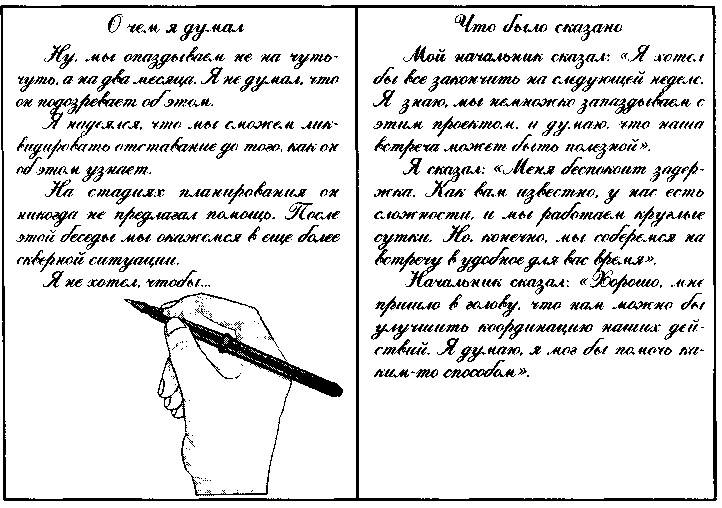 О чем я думал
Ну, мы опаздываем не на чуть-
чуть, а на два месяца. Я не думал, что
он подозревает об этом.
Я надеялся, что мы сможем лик-
видировать отставание до того, как он
об этом узнает.
На стадиях планирования он
никогда не предлагал помощь. После
этой беседы мы окажемся в еще более
скверной ситуации.
Я не хотел, чтобы...
Что было сказано
Мой начальник сказал: «Я хотел
бы все закончить на следующей неделе.
Я знаю, мы немножко запаздываем с
этим проектом, и думаю, что наша
встреча может быть полезной».
Я сказал: «Меня беспокоит задер-
жка. Как вам известно, у нас есть
сложности, и мы работаем круглые
сутки. Но, конечно, мы соберемся на
встречу в удобное для вас время».
Начальник сказал: «Хорошо, мне
пришло в голову, что нам можно бы
улучшить координацию наших дей-
ствий. Я думаю, я мог бы помочь ка-
ким-то способом».